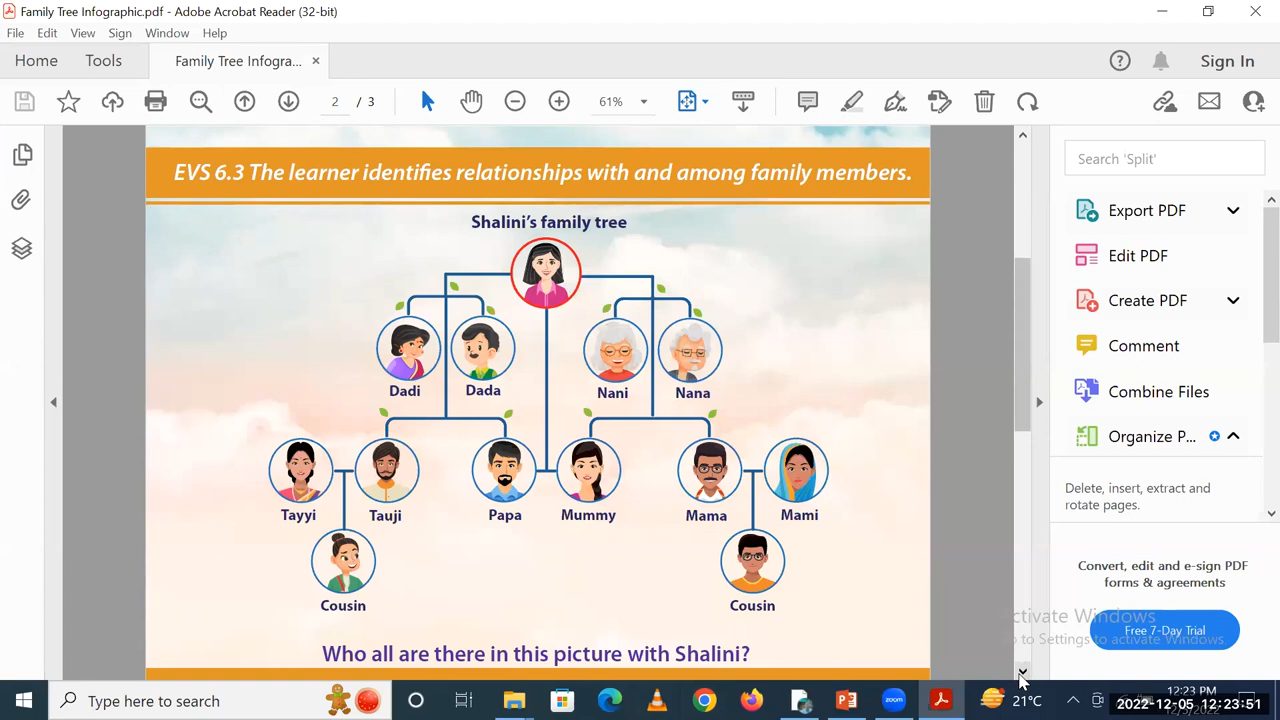 Family Tree Infographic.pdf - Adobe Acrobat Reader (32-bit)
File Edit View Sign Window Help
Home Tools Family Tree Infogra... × Sign In
2 / 3 61%
Search 'Split'
EVS 6.3 The learner identifies relationships with and among family members.
Shalini's family tree
Dadi Dada Nani Nana
Tayyi Tauji Papa Mummy Mama Mami
Cousin Cousin
Who all are there in this picture with Shalini?
Export PDF
Edit PDF
Create PDF
Comment
Combine Files
Organize P...
Delete, insert, extract and
rotate pages.
Convert, edit and e-sign PDF
forms & agreements
Activate Windows
Free 7-Day Trial
Go to Settings to activate Windows.
Type here to search
zoom
21°C
12:23 PM
2022-12-05 12:23:51